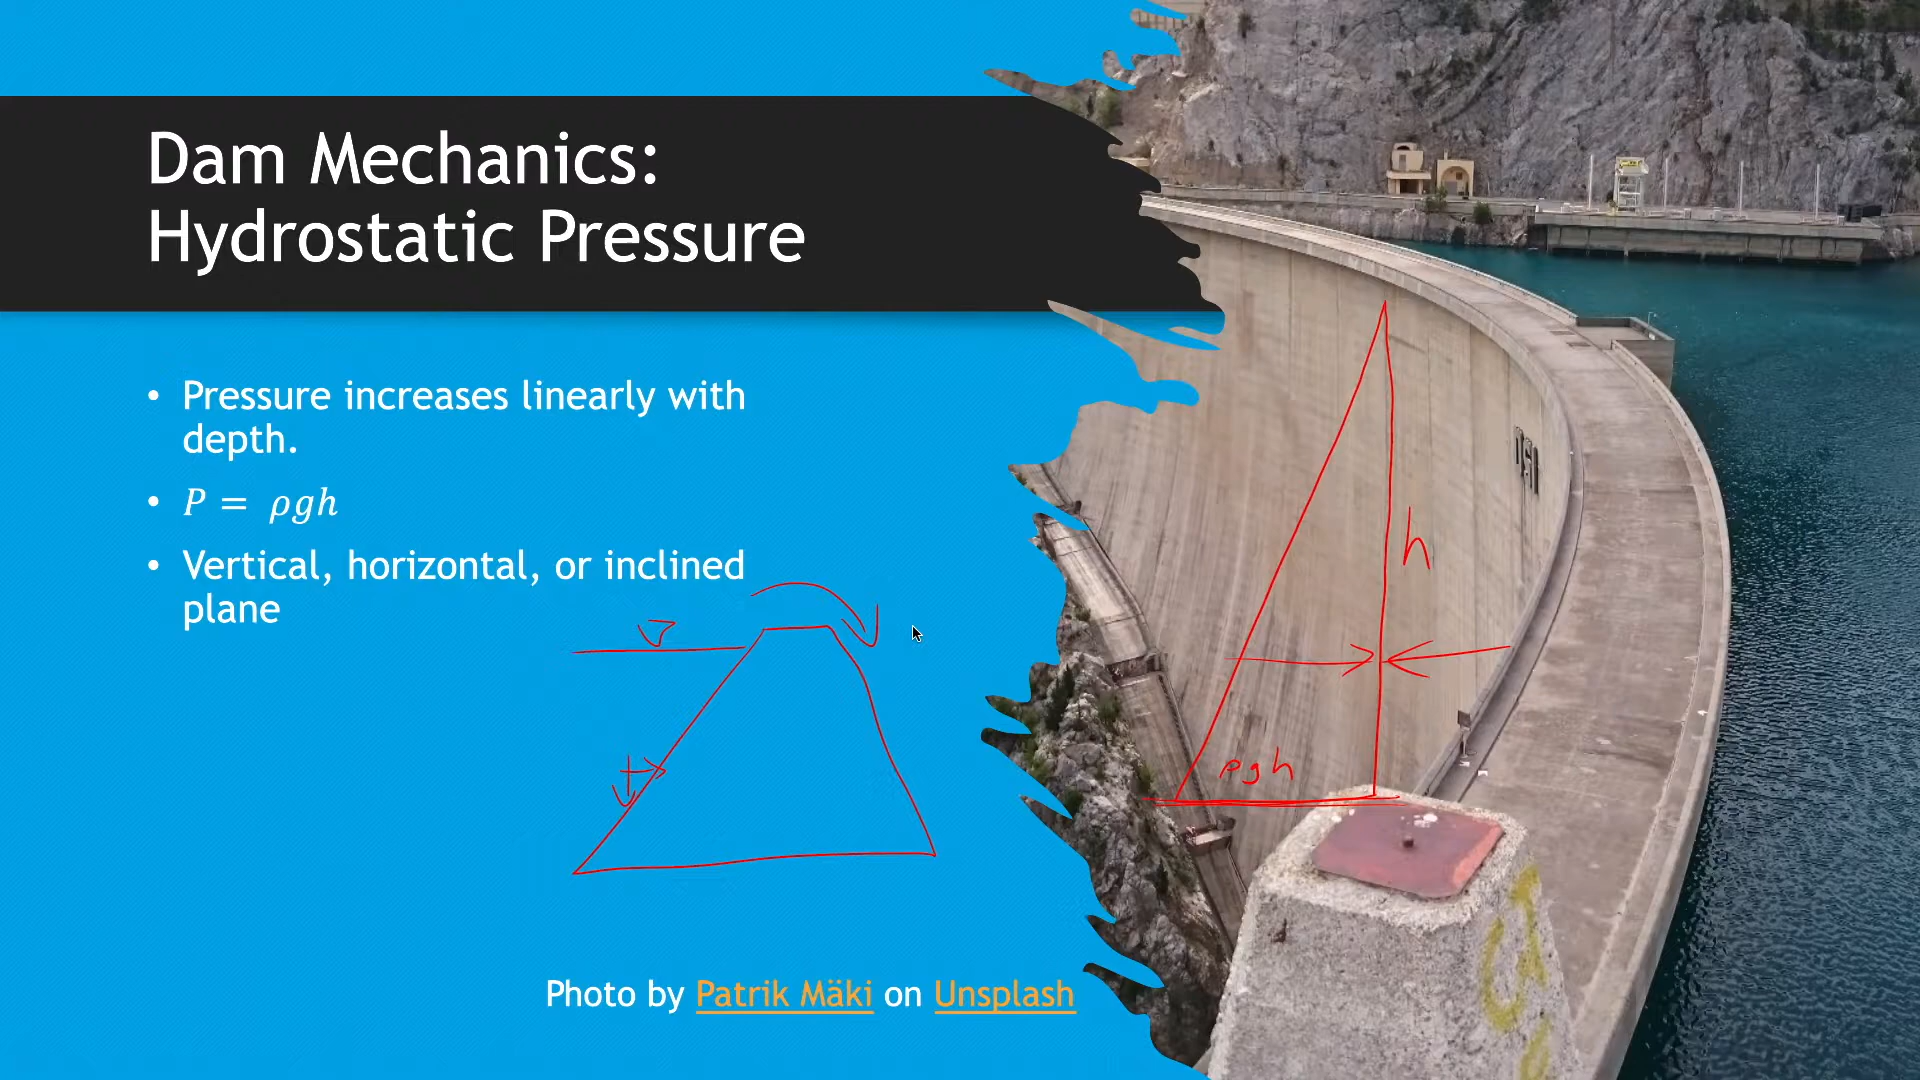 Dam Mechanics:
Hydrostatic Pressure
• Pressure increases linearly with
depth.
• P = ρgh
• Vertical, horizontal, or inclined
plane
h
ρgh
Photo by Patrik Mäki on Unsplash